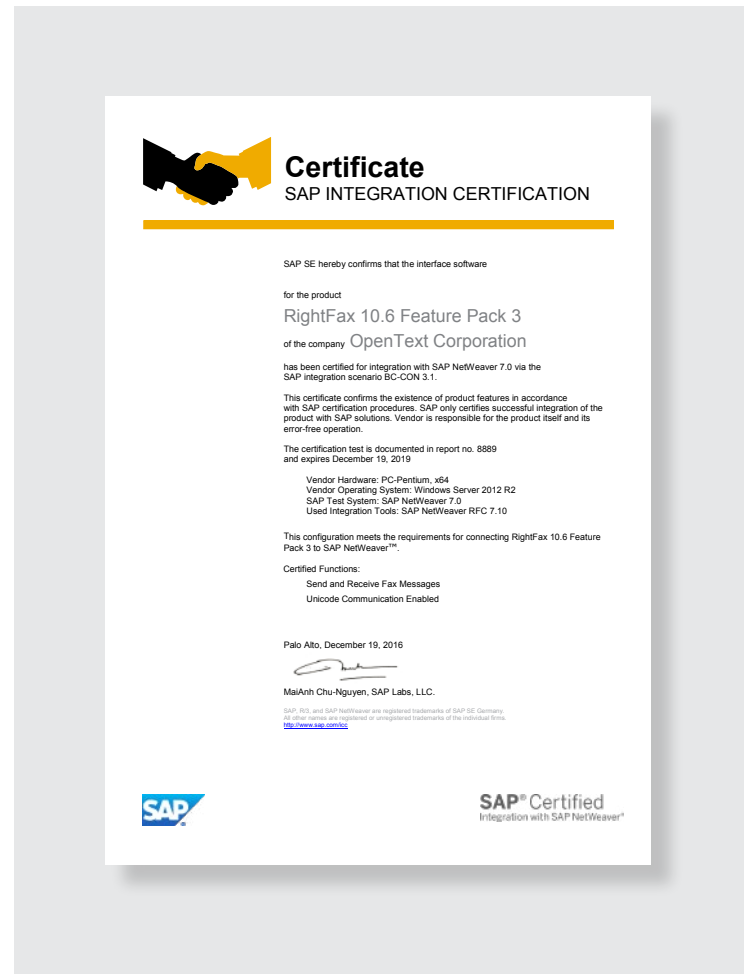 Certificate
SAP INTEGRATION CERTIFICATION
SAP SE hereby confirms that the interface software
for the product
RightFax 10.6 Feature Pack 3
of the company OpenText Corporation
has been certified for integration with SAP NetWeaver 7.0 via the
SAP integration scenario BC-CON 3.1.
This certificate confirms the existence of product features in accordance
with SAP certification procedures. SAP only certifies successful integration of the
product with SAP solutions. Vendor is responsible for the product itself and its
error-free operation.
The certification test is documented in report no. 8889
and expires December 19, 2019
Vendor Hardware: PC-Pentium, x64
Vendor Operating System: Windows Server 2012 R2
SAP Test System: SAP NetWeaver 7.0
Used Integration Tools: SAP NetWeaver RFC 7.10
This configuration meets the requirements for connecting RightFax 10.6 Feature
Pack 3 to SAP NetWeaver™.
Certified Functions:
Send and Receive Fax Messages
Unicode Communication Enabled
Palo Alto, December 19, 2016
MaiAnh Chu-Nguyen, SAP Labs, LLC.
SAP, R/3, and SAP NetWeaver are registered trademarks of SAP SE Germany.
All other names are registered or unregistered trademarks of the individual firms.
http://www.sap.com/icc
SAP
SAP® Certified
Integration with SAP NetWeaver®